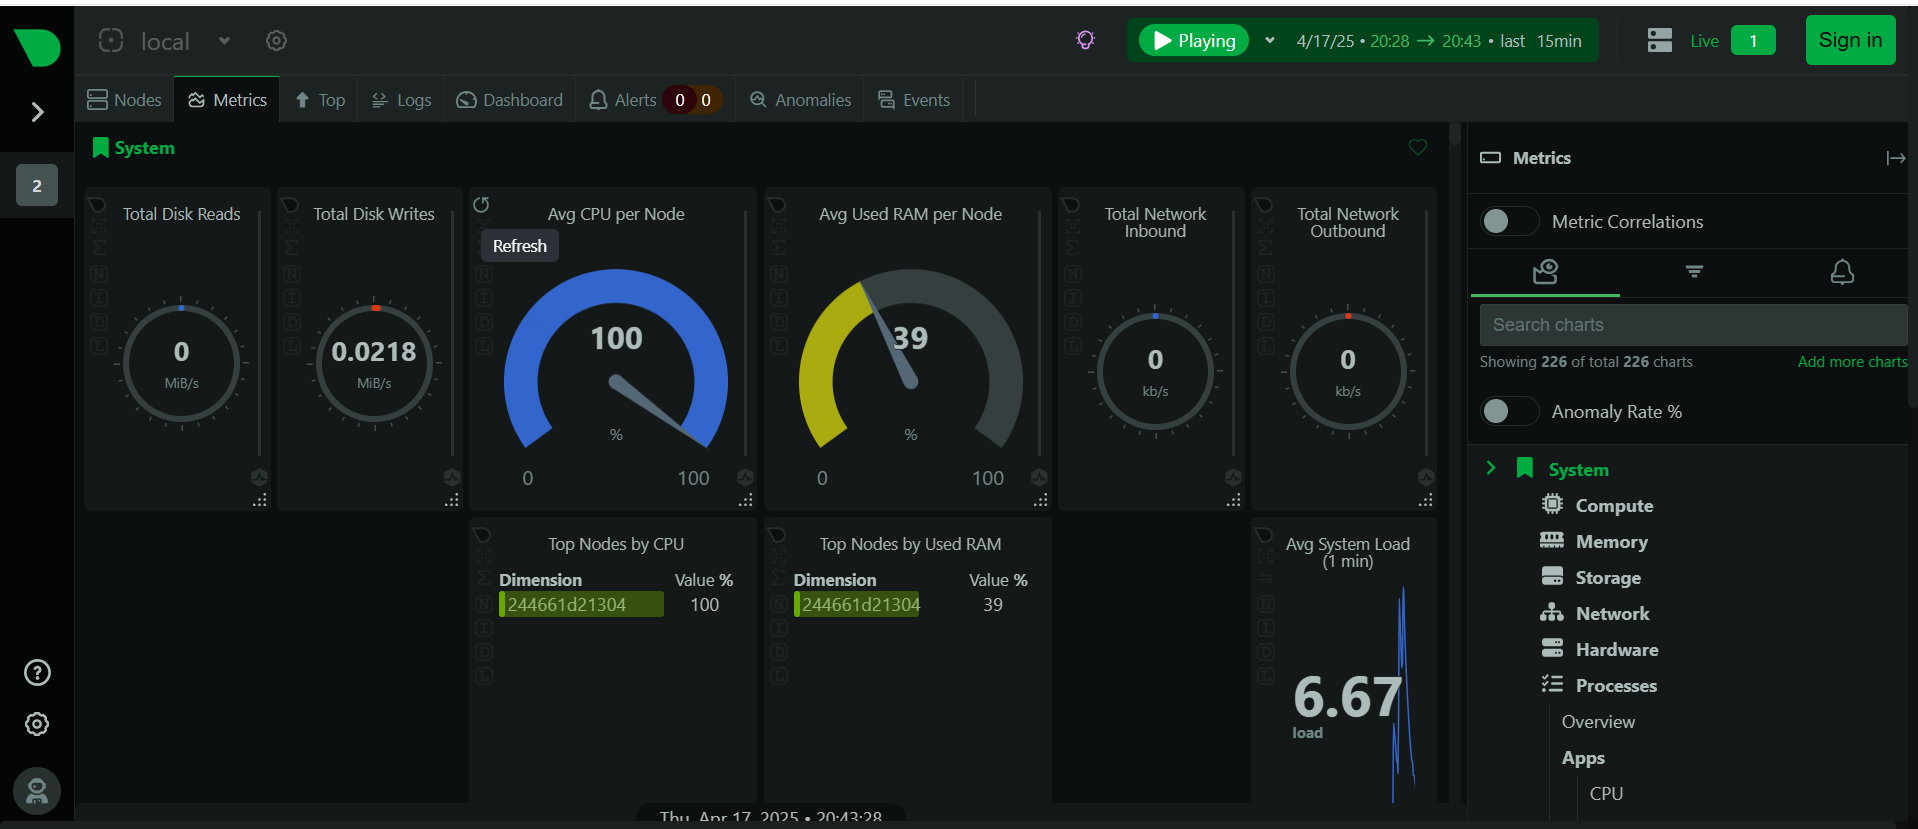 local
Playing
4/17/25 • 20:28 → 20:43 • last 15min
Live
1
Sign in
Nodes
Metrics
Top
Logs
Dashboard
Alerts 0 0
Anomalies
Events
2
System
Total Disk Reads
0
MiB/s
Total Disk Writes
0.0218
MiB/s
Avg CPU per Node
Refresh
100
%
0 100
Avg Used RAM per Node
39
%
0 100
Total Network
Inbound
0
kb/s
Total Network
Outbound
0
kb/s
Top Nodes by CPU
Dimension Value %
244661d21304 100
Top Nodes by Used RAM
Dimension Value %
244661d21304 39
Avg System Load
(1 min)
6.67
load
N
I
D
L
Thu, Apr 17, 2025 • 20:43:28
Metrics
Metric Correlations
Search charts
Showing 226 of total 226 charts
Add more charts
Anomaly Rate %
System
Compute
Memory
Storage
Network
Hardware
Processes
Overview
Apps
CPU